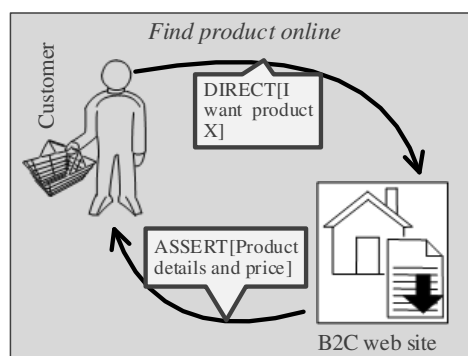 Find product online
Customer
DIRECT[I
want product
X]
ASSERT[Product
details and price]
B2C web site